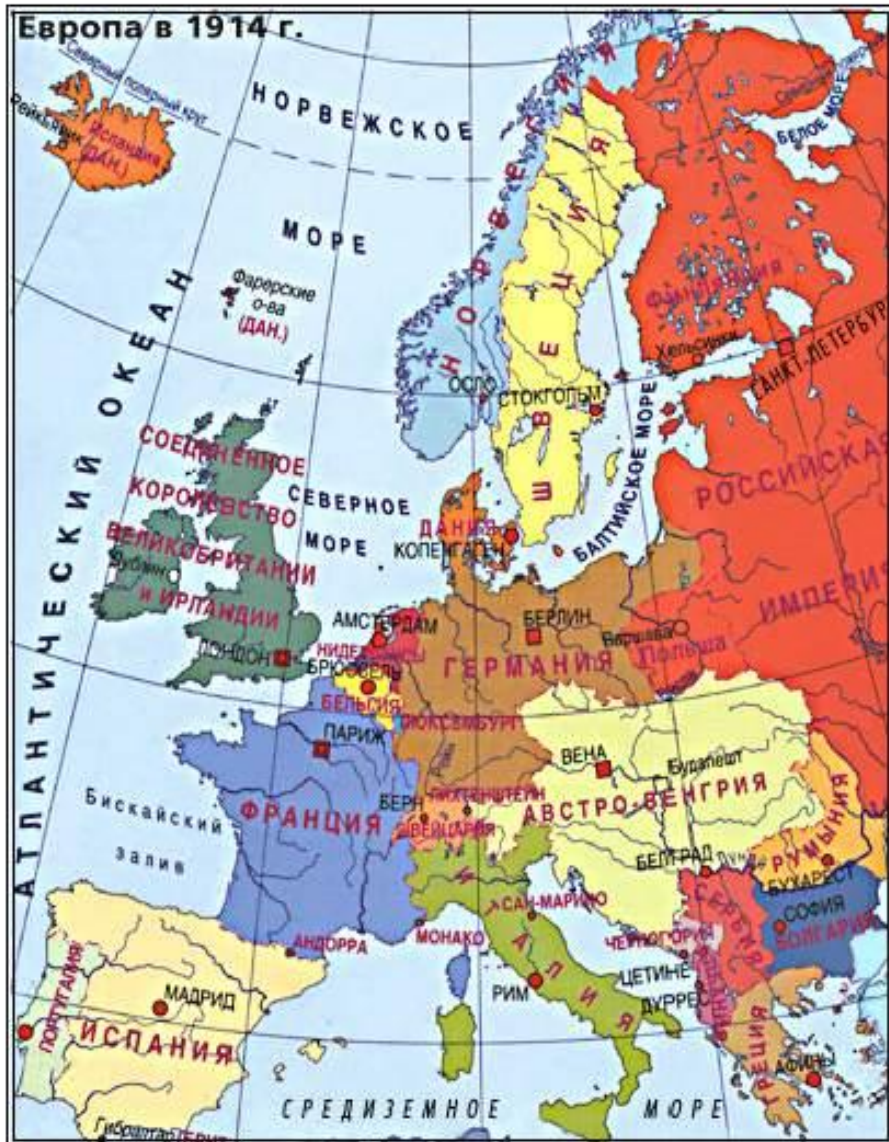 Европа в 1914 г.
Северный полярный круг
НОРВЕЖСКОЕ
МОРЕ
Рейкьявик
Исландия
(ДАН.)
БЕЛОЕ МОРЕ
Фарерские
о-ва
(ДАН.)
НОРВЕГИЯ
ШВЕЦИЯ
Финляндия
Хельсинки
САНКТ-ПЕТЕРБУРГ
ОСЛО
СТОКГОЛЬМ
АТЛАНТИЧЕСКИЙ ОКЕАН
СОЕДИНЕННОЕ
КОРОЛЕВСТВО
ВЕЛИКОБРИТАНИИ
и ИРЛАНДИИ
Дублин
ЛОНДОН
СЕВЕРНОЕ
МОРЕ
ДАНИЯ
КОПЕНГАГЕН
БАЛТИЙСКОЕ МОРЕ
РОССИЙСКАЯ
ИМПЕРИЯ
АМСТЕРДАМ
НИДЕРЛАНДЫ
БРЮССЕЛЬ
БЕЛЬГИЯ
ЛЮКСЕМБУРГ
БЕРЛИН
ГЕРМАНИЯ
Варшава
Польша
ПАРИЖ
ФРАНЦИЯ
БЕРН
ЛИХТЕНШТЕЙН
ШВЕЙЦАРИЯ
ВЕНА
Будапешт
АВСТРО-ВЕНГРИЯ
Бискайский
залив
БЕЛГРАД
РУМЫНИЯ
БУХАРЕСТ
СЕРБИЯ
СОФИЯ
БОЛГАРИЯ
ИТАЛИЯ
САН-МАРИНО
МОНАКО
АНДОРРА
ЧЕРНОГОРИЯ
ЦЕТИНЕ
ДУРРЕС
РИМ
ПОРТУГАЛИЯ
МАДРИД
ИСПАНИЯ
ГРЕЦИЯ
АФИНЫ
СРЕДИЗЕМНОЕ МОРЕ
Гибралтар